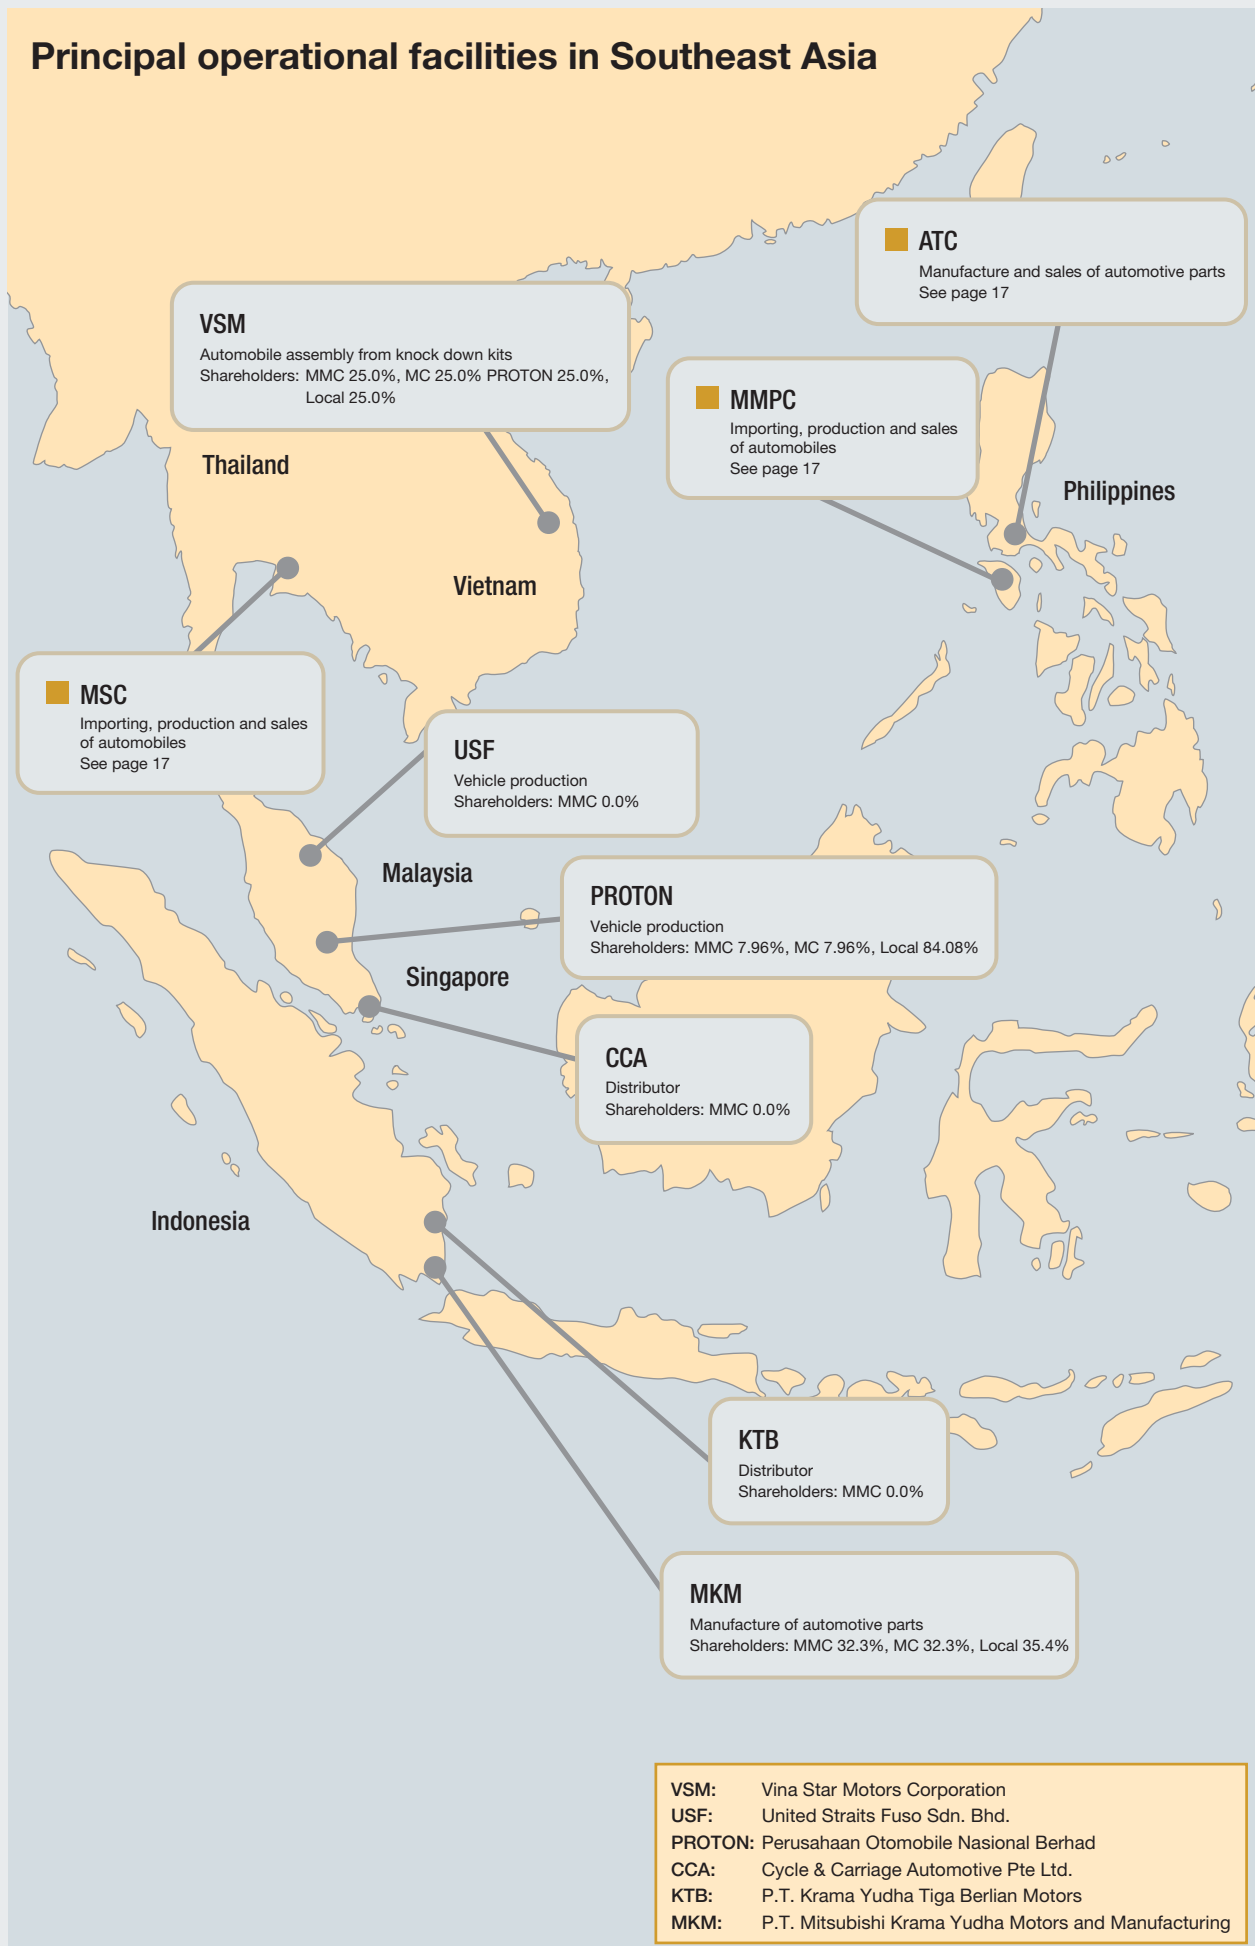 Principal operational facilities in Southeast Asia
ATC
Manufacture and sales of automotive parts
See page 17
VSM
Automobile assembly from knock down kits
Shareholders: MMC 25.0%, MC 25.0% PROTON 25.0%,
Local 25.0%
MMPC
Importing, production and sales
of automobiles
See page 17
Thailand
Philippines
Vietnam
MSC
Importing, production and sales
of automobiles
See page 17
USF
Vehicle production
Shareholders: MMC 0.0%
Malaysia
PROTON
Vehicle production
Shareholders: MMC 7.96%, MC 7.96%, Local 84.08%
Singapore
CCA
Distributor
Shareholders: MMC 0.0%
Indonesia
KTB
Distributor
Shareholders: MMC 0.0%
MKM
Manufacture of automotive parts
Shareholders: MMC 32.3%, MC 32.3%, Local 35.4%
VSM: Vina Star Motors Corporation
USF: United Straits Fuso Sdn. Bhd.
PROTON: Perusahaan Otomobile Nasional Berhad
CCA: Cycle & Carriage Automotive Pte Ltd.
KTB: P.T. Krama Yudha Tiga Berlian Motors
MKM: P.T. Mitsubishi Krama Yudha Motors and Manufacturing